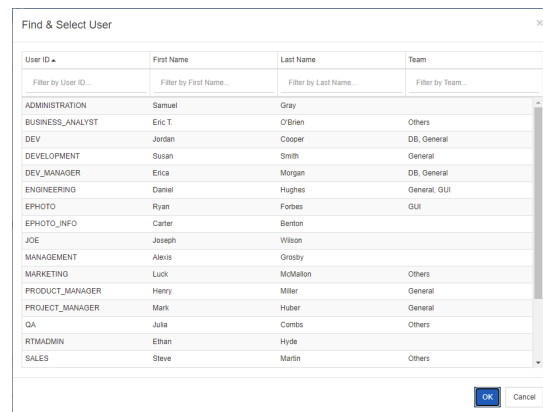 Find & Select User ×
User ID First Name Last Name Team
Filter by User ID... Filter by First Name... Filter by Last Name... Filter by Team...
ADMINISTRATION Samuel Gray
BUSINESS_ANALYST Eric T. O'Brien Others
DEV Jordan Cooper DB, General
DEVELOPMENT Susan Smith General
DEV_MANAGER Erica Morgan DB, General
ENGINEERING Daniel Hughes General, GUI
EPHOTO Ryan Forbes GUI
EPHOTO_INFO Carter Benton
JOE Joseph Wilson
MANAGEMENT Alexis Grosby
MARKETING Luck McMallon Others
PRODUCT_MANAGER Henry Miller General
PROJECT_MANAGER Mark Huber General
QA Julia Combs Others
RTMADMIN Ethan Hyde
SALES Steve Martin Others
OK Cancel